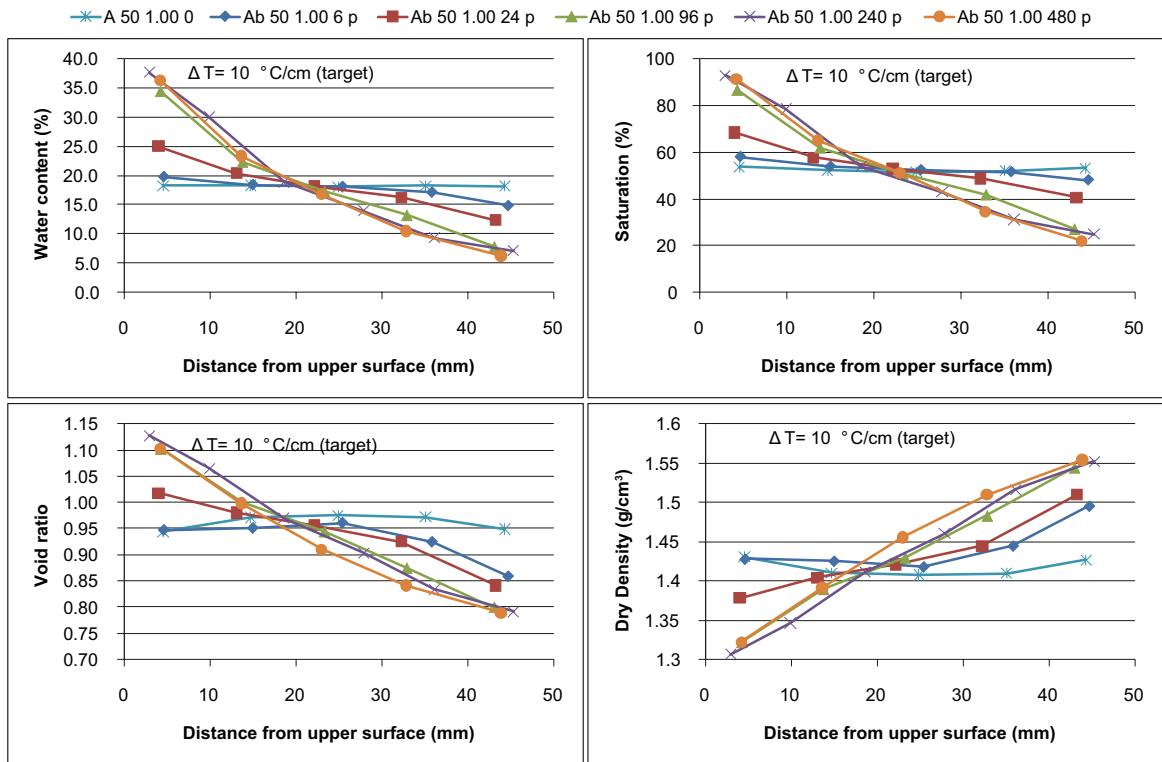 A 50 1.00 0 Ab 50 1.00 6 p Ab 50 1.00 24 p Ab 50 1.00 96 p Ab 50 1.00 240 p Ab 50 1.00 480 p
Δ T= 10 °C/cm (target)
Water content (%)
40.0
35.0
30.0
25.0
20.0
15.0
10.0
5.0
0.0
0 10 20 30 40 50
Distance from upper surface (mm)
Δ T= 10 °C/cm (target)
Saturation (%)
100
80
60
40
20
0
0 10 20 30 40 50
Distance from upper surface (mm)
Δ T= 10 °C/cm (target)
Void ratio
1.15
1.10
1.05
1.00
0.95
0.90
0.85
0.80
0.75
0.70
0 10 20 30 40 50
Distance from upper surface (mm)
Δ T= 10 °C/cm (target)
Dry Density (g/cm³)
1.6
1.55
1.5
1.45
1.4
1.35
1.3
0 10 20 30 40 50
Distance from upper surface (mm)